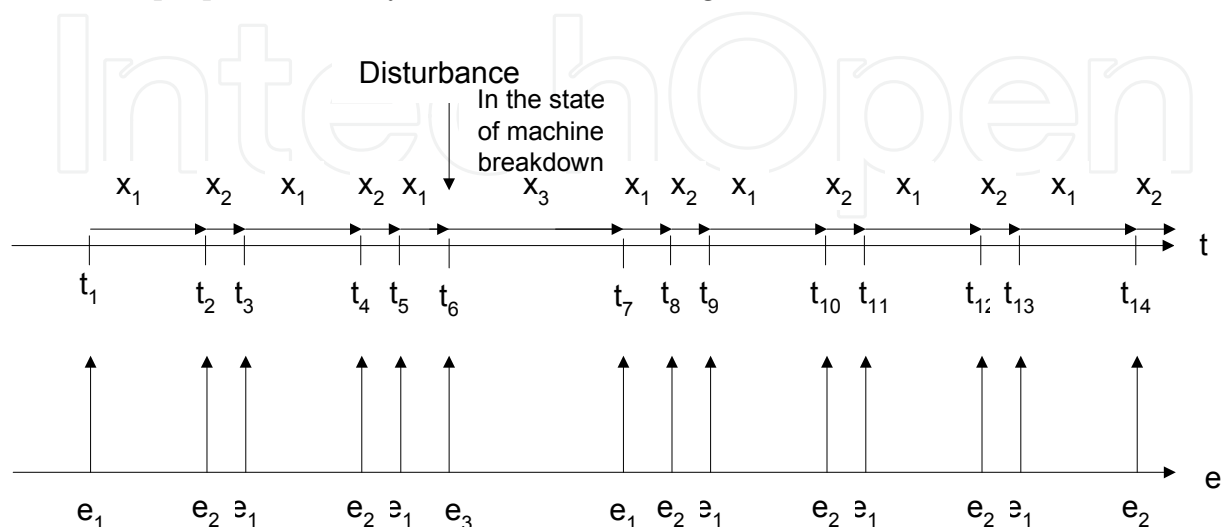 IntechOpen
Disturbance
In the state
of machine
breakdown
x₁ x₂ x₁ x₂ x₁ x₃ x₁ x₂ x₁ x₂ x₁ x₂ x₁ x₂
t
t₁ t₂ t₃ t₄ t₅ t₆ t₇ t₈ t₉ t₁₀ t₁₁ t₁₂ t₁₃ t₁₄
e
e₁ e₂ e₁ e₂ e₁ e₃ e₁ e₂ e₁ e₂ e₁ e₂ e₁ e₂